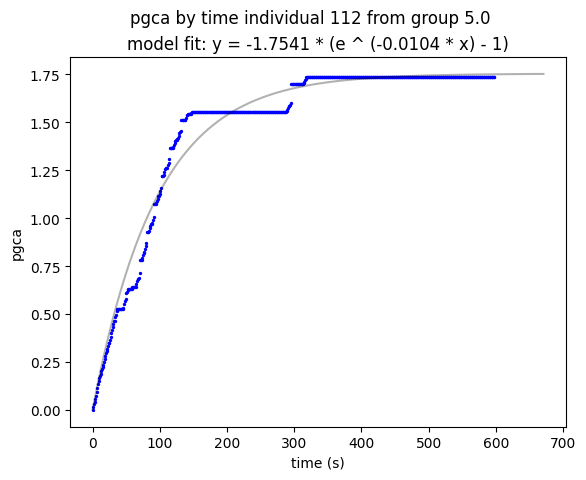 pgca by time individual 112 from group 5.0
model fit: y = -1.7541 * (e ^ (-0.0104 * x) - 1)
1.75
1.50
1.25
1.00
0.75
0.50
0.25
0.00
pgca
0 100 200 300 400 500 600 700
time (s)